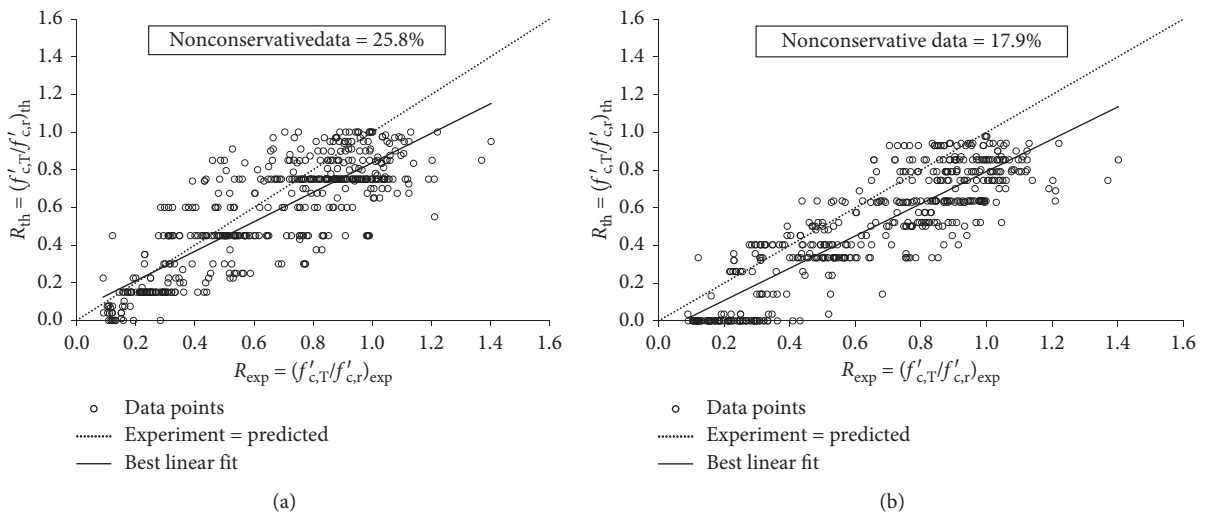 1.6
1.4
1.2
1.0
0.8
0.6
0.4
0.2
0.0
R_th = (f′_c,T/f′_c,r)_th
Nonconservativedata = 25.8%
0.0 0.2 0.4 0.6 0.8 1.0 1.2 1.4 1.6
R_exp = (f′_c,T/f′_c,r)_exp
Data points
Experiment = predicted
Best linear fit
(a)
1.6
1.4
1.2
1.0
0.8
0.6
0.4
0.2
0.0
R_th = (f′_c,T/f′_c,r)_th
Nonconservative data = 17.9%
0.0 0.2 0.4 0.6 0.8 1.0 1.2 1.4 1.6
R_exp = (f′_c,T/f′_c,r)_exp
Data points
Experiment = predicted
Best linear fit
(b)